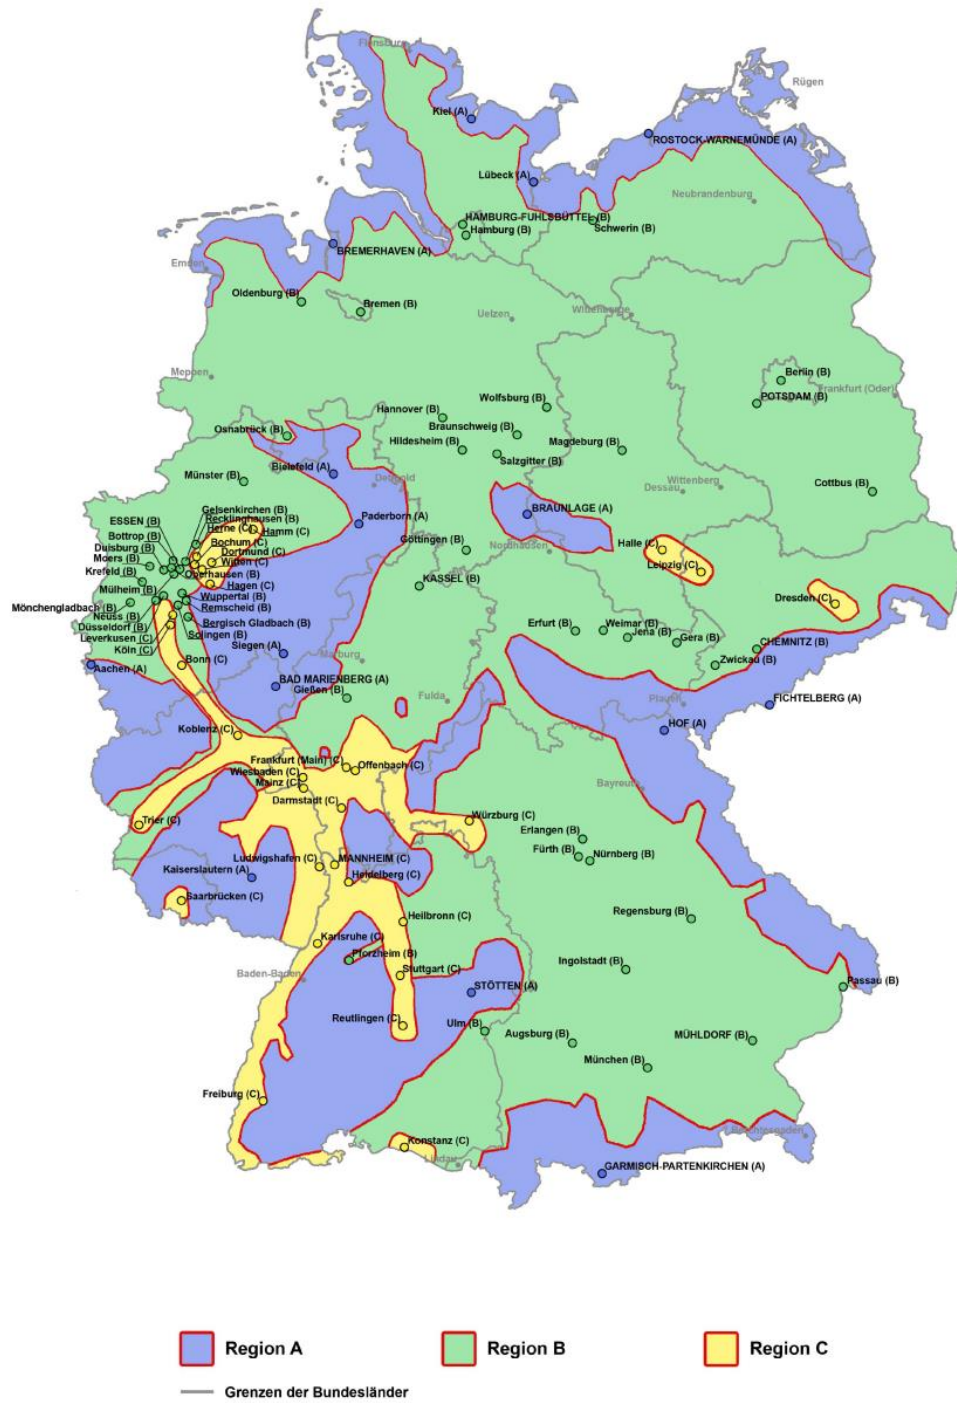 Flensburg
Rügen
Kiel (A)
ROSTOCK-WARNEMÜNDE (A)
Lübeck (A)
Neubrandenburg
HAMBURG-FUHLSBÜTTEL (B)
Hamburg (B)
Schwerin (B)
BREMERHAVEN (A)
Emden
Oldenburg (B)
Bremen (B)
Uelzen
Wittenberge
Meppen
Berlin (B)
Frankfurt (Oder)
POTSDAM (B)
Wolfsburg (B)
Hannover (B)
Braunschweig (B)
Osnabrück (B)
Hildesheim (B)
Magdeburg (B)
Salzgitter (B)
Bielefeld (A)
Münster (B)
Detmold
Wittenberg
Dessau
Cottbus (B)
Gelsenkirchen (B)
Recklinghausen (B)
ESSEN (B)
Herne (C)
Hamm (C)
Paderborn (A)
BRAUNLAGE (A)
Bottrop (B)
Bochum (C)
Göttingen (B)
Nordhausen
Halle (C)
Duisburg (B)
Dortmund (C)
Moers (B)
Witten (C)
Leipzig (C)
Krefeld (B)
Oberhausen (B)
KASSEL (B)
Mülheim (B)
Hagen (C)
Wuppertal (B)
Dresden (C)
Mönchengladbach (B)
Remscheid (B)
Neuss (B)
Bergisch Gladbach (B)
Düsseldorf (B)
Solingen (B)
Erfurt (B)
Weimar (B)
Jena (B)
Gera (B)
CHEMNITZ (B)
Leverkusen (C)
Köln (C)
Siegen (A)
Marburg
Aachen (A)
Bonn (C)
Zwickau (B)
BAD MARIENBERG (A)
Gießen (B)
Fulda
Plauen
FICHTELBERG (A)
HOF (A)
Koblenz (C)
Frankfurt (Main) (C)
Offenbach (C)
Wiesbaden (C)
Mainz (C)
Bayreuth
Darmstadt (C)
Trier (C)
Würzburg (C)
Erlangen (B)
Fürth (B)
Nürnberg (B)
Ludwigshafen (C)
MANNHEIM (C)
Kaiserslautern (A)
Heidelberg (C)
Saarbrücken (C)
Heilbronn (C)
Regensburg (B)
Karlsruhe (C)
Pforzheim (B)
Baden-Baden
Stuttgart (C)
Ingolstadt (B)
Passau (B)
STÖTTEN (A)
Reutlingen (C)
Ulm (B)
Augsburg (B)
MÜHLDORF (B)
München (B)
Freiburg (C)
Berchtesgaden
Konstanz (C)
Lindau
GARMISCH-PARTENKIRCHEN (A)
Region A
Region B
Region C
Grenzen der Bundesländer